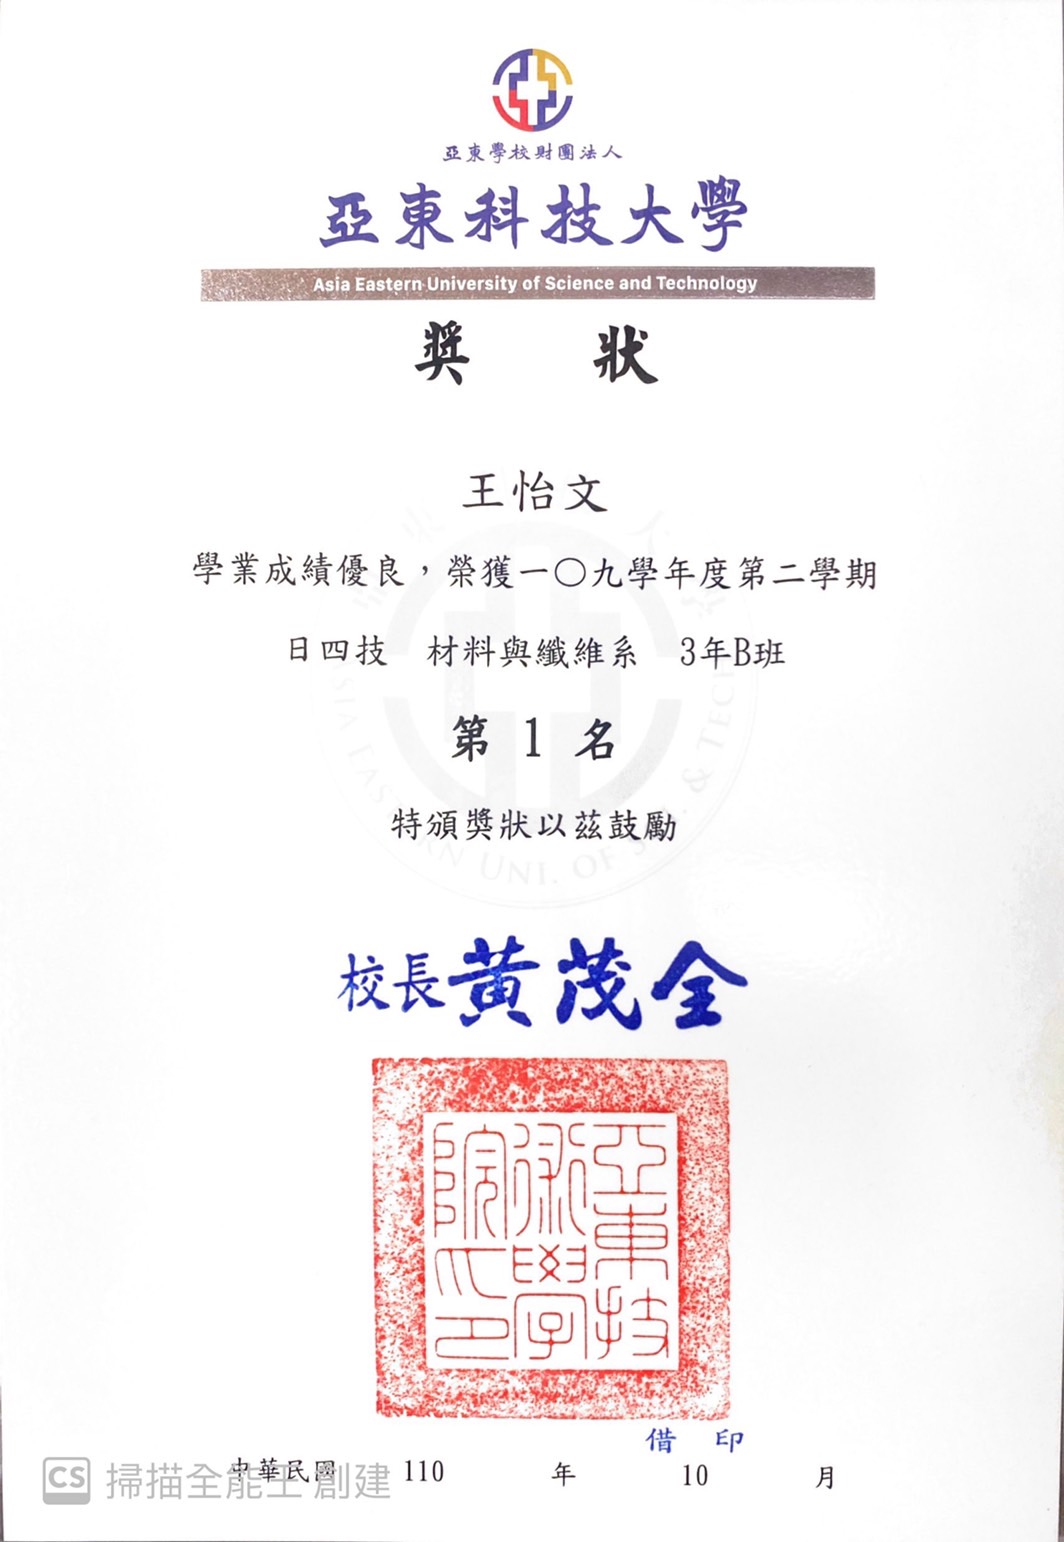 亞東學校財團法人
亞東科技大學
Asia Eastern University of Science and Technology
獎 狀
王怡文
學業成績優良，榮獲一〇九學年度第二學期
日四技 材料與纖維系 3年B班
第 1 名
特頒獎狀以茲鼓勵
校長黃茂全
亞東技
術學
院印
借 印
中華民國 110 年 10 月
CS 掃描全能王 創建